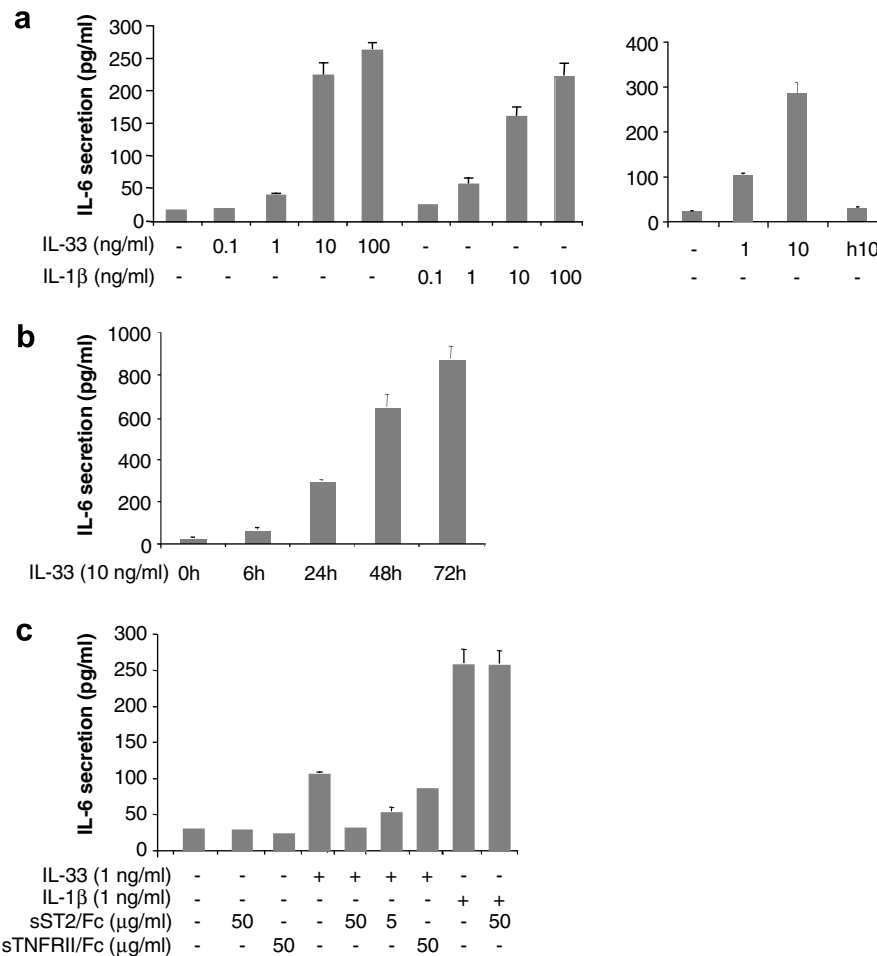 a
IL-6 secretion (pg/ml)
300
250
200
150
100
50
0
400
300
200
100
0
IL-33 (ng/ml) - 0.1 1 10 100 - - - - - 1 10 h10
IL-1β (ng/ml) - - - - - 0.1 1 10 100 - - - -
b
IL-6 secretion (pg/ml)
1000
800
600
400
200
0
IL-33 (10 ng/ml) 0h 6h 24h 48h 72h
c
IL-6 secretion (pg/ml)
300
250
200
150
100
50
0
IL-33 (1 ng/ml) - - - + + + + - -
IL-1β (1 ng/ml) - - - - - - - + +
sST2/Fc (μg/ml) - 50 - - 50 5 - - 50
sTNFRII/Fc (μg/ml) - - 50 - - - 50 - -